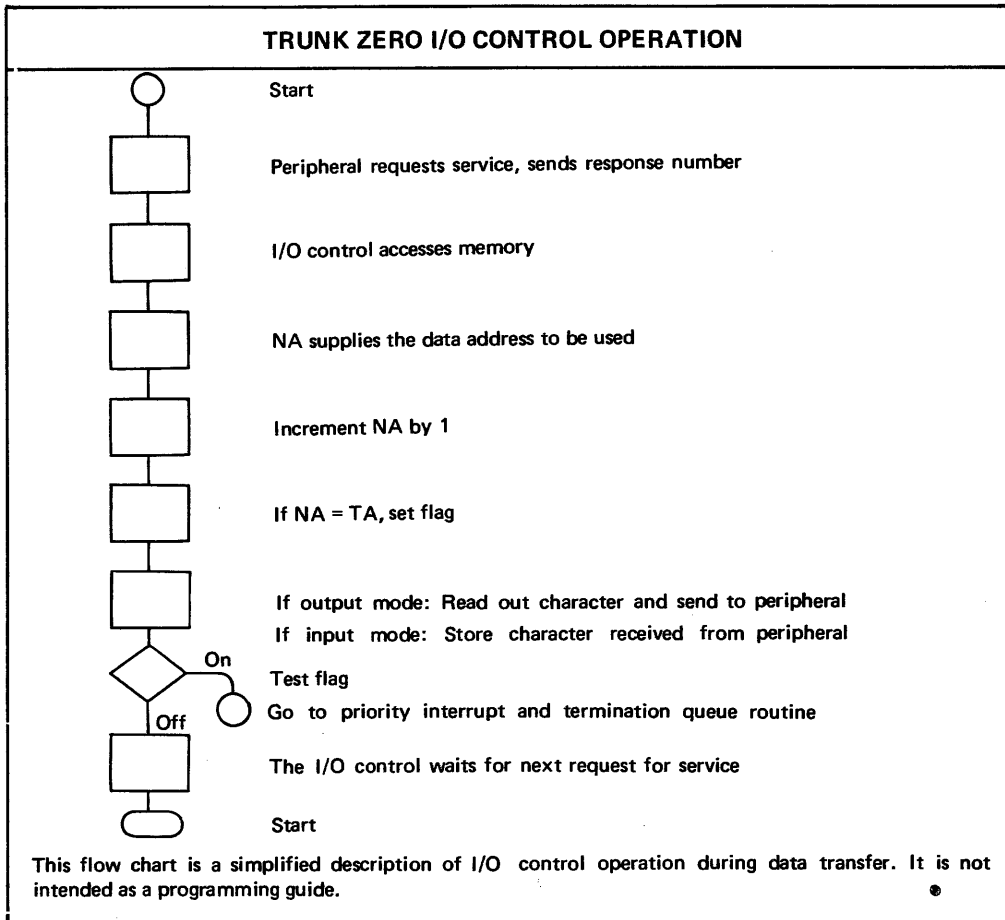 TRUNK ZERO I/O CONTROL OPERATION
Start
Peripheral requests service, sends response number
I/O control accesses memory
NA supplies the data address to be used
Increment NA by 1
If NA = TA, set flag
If output mode: Read out character and send to peripheral
If input mode: Store character received from peripheral
On
Test flag
Go to priority interrupt and termination queue routine
Off
The I/O control waits for next request for service
Start
This flow chart is a simplified description of I/O control operation during data transfer. It is not
intended as a programming guide.